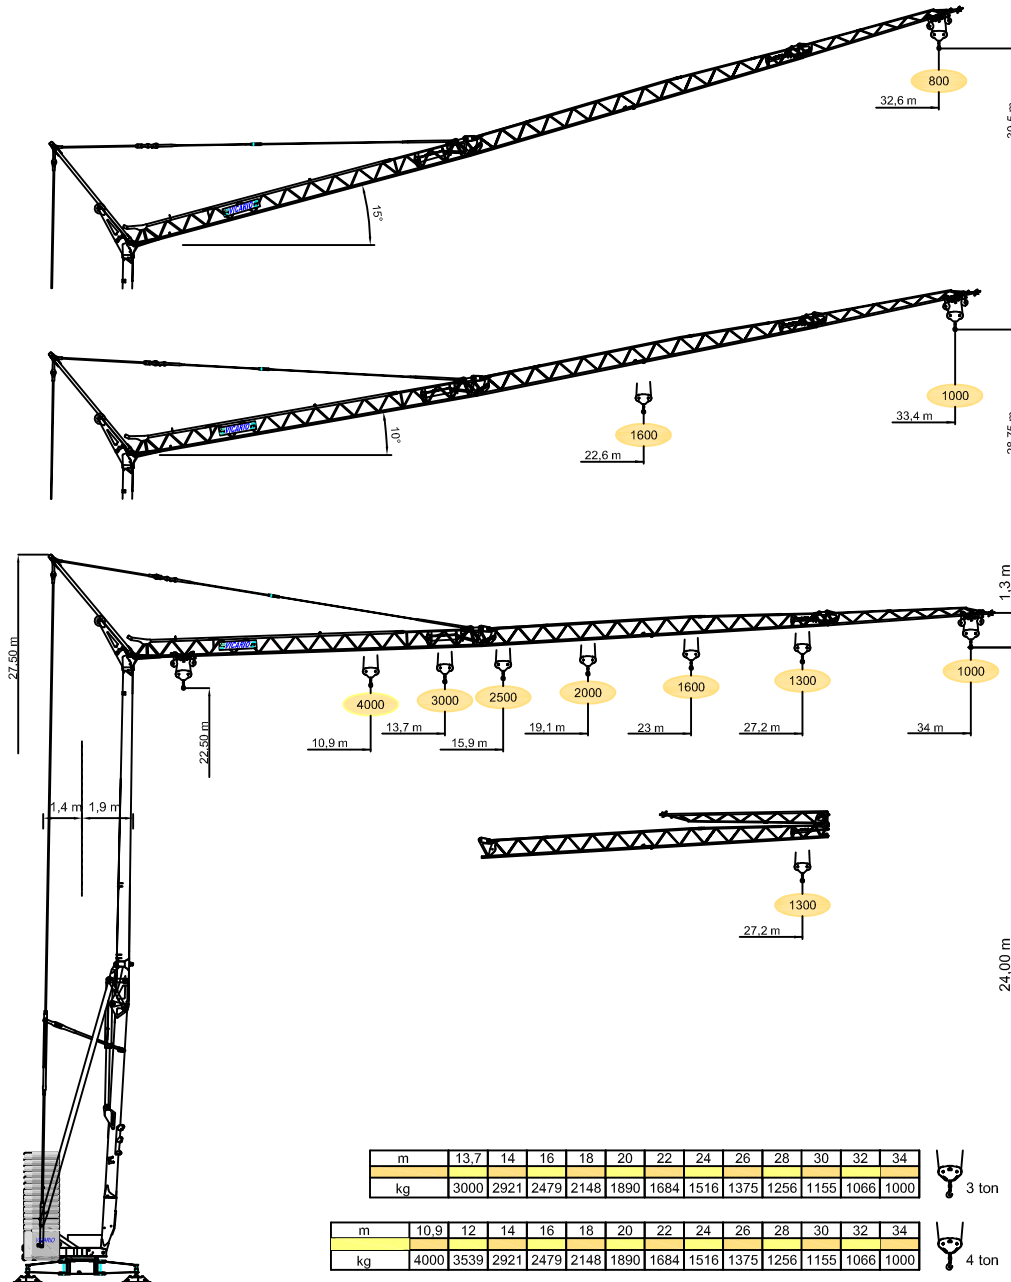 800
32,6 m
VICARIO
15°
1000
33,4 m
VICARIO
10°
1600
22,6 m
1,3 m
27,50 m
VICARIO
4000
3000
2500
2000
1600
1300
1000
10,9 m
13,7 m
15,9 m
19,1 m
23 m
27,2 m
34 m
22,50 m
1,4 m
1,9 m
1300
27,2 m
24,00 m
m 13,7 14 16 18 20 22 24 26 28 30 32 34
kg 3000 2921 2479 2148 1890 1684 1516 1375 1256 1155 1066 1000
3 ton
m 10,9 12 14 16 18 20 22 24 26 28 30 32 34
kg 4000 3539 2921 2479 2148 1890 1684 1516 1375 1256 1155 1066 1000
4 ton
VICARIO